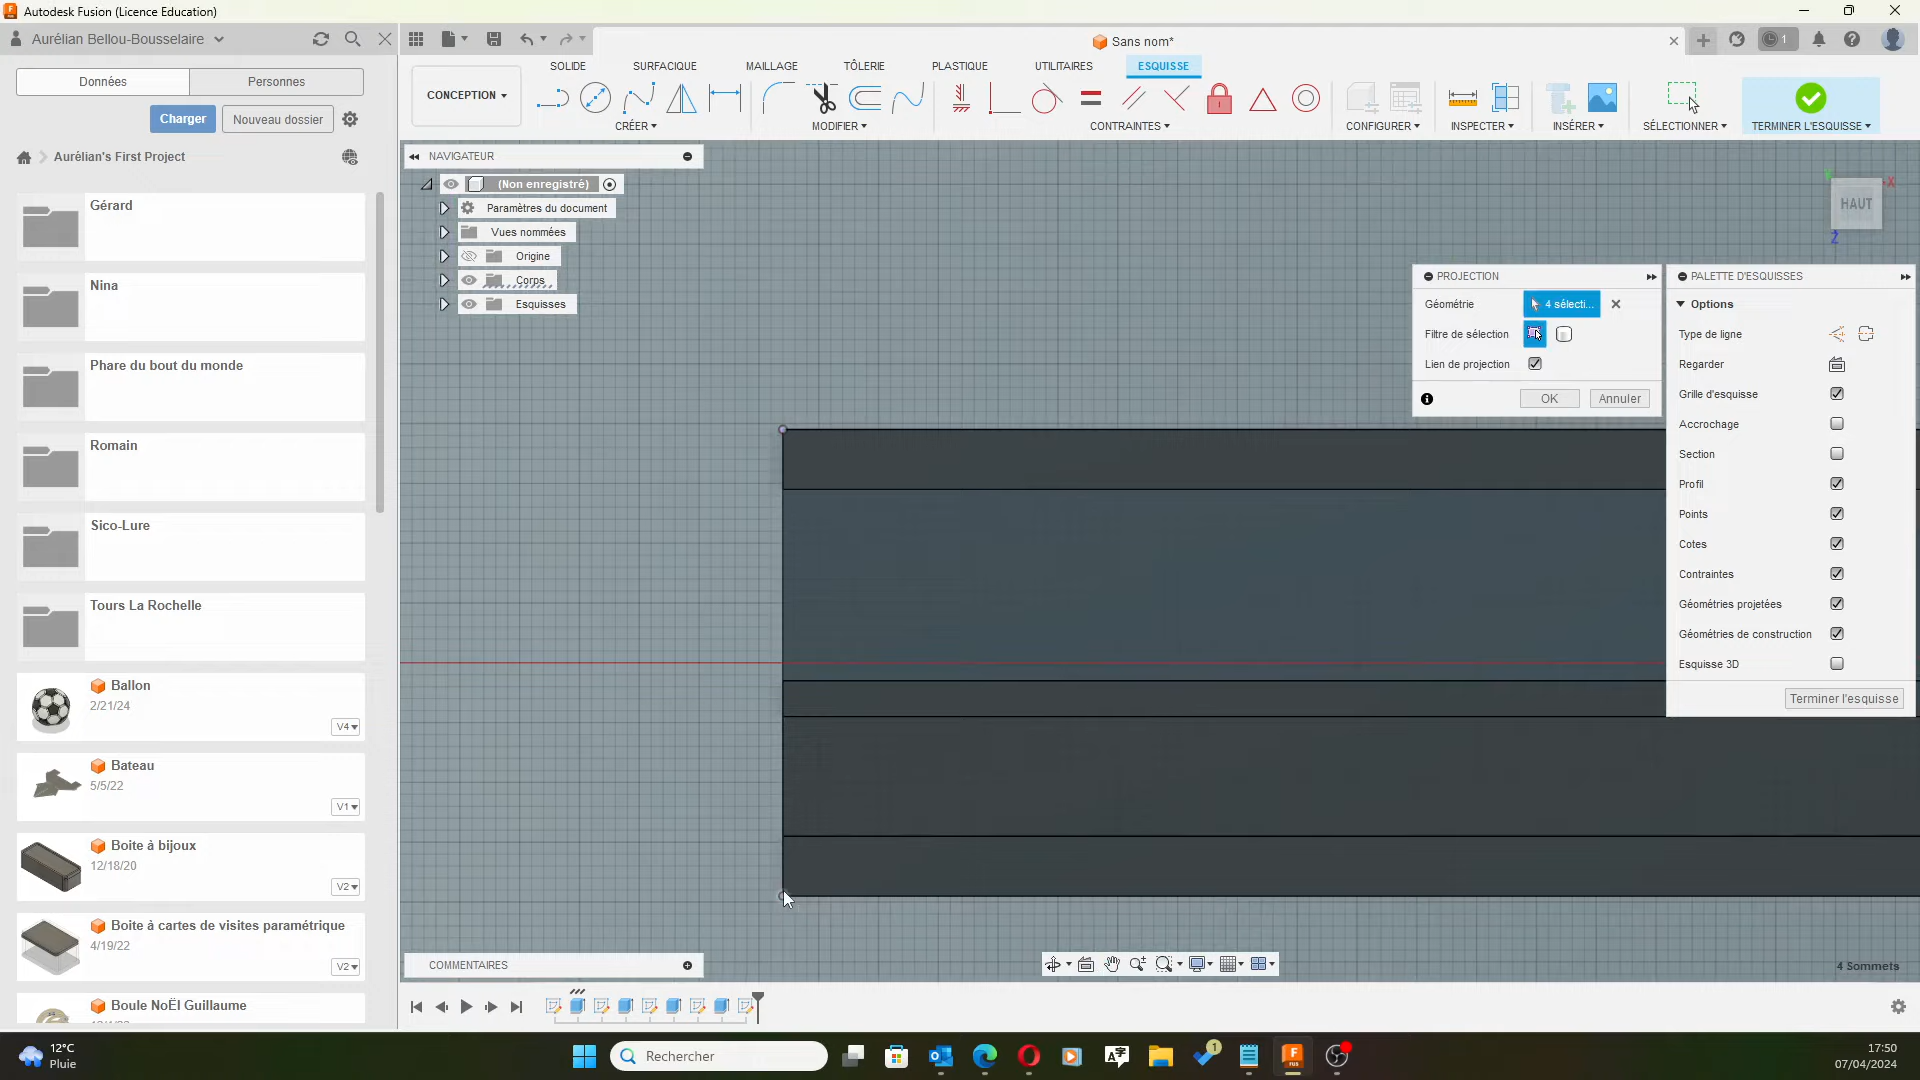 Autodesk Fusion (Licence Education)
Aurélian Bellou-Bousselaire
Sans nom*
1
Données
Personnes
Charger
Nouveau dossier
Aurélian's First Project
Gérard
Nina
Phare du bout du monde
Romain
Sico-Lure
Tours La Rochelle
Ballon
2/21/24
V4
Bateau
5/5/22
V1
Boite à bijoux
12/18/20
V2
Boite à cartes de visites paramétrique
4/19/22
V2
Boule NoËl Guillaume
CONCEPTION
SOLIDE
SURFACIQUE
MAILLAGE
TÔLERIE
PLASTIQUE
UTILITAIRES
ESQUISSE
CRÉER
MODIFIER
CONTRAINTES
CONFIGURER
INSPECTER
INSÉRER
SÉLECTIONNER
TERMINER L'ESQUISSE
NAVIGATEUR
(Non enregistré)
Paramètres du document
Vues nommées
Origine
Corps
Esquisses
HAUT
X
Y
Z
PROJECTION
Géométrie
4 sélecti...
Filtre de sélection
Lien de projection
OK
Annuler
PALETTE D'ESQUISSES
Options
Type de ligne
Regarder
Grille d'esquisse
Accrochage
Section
Profil
Points
Cotes
Contraintes
Géométries projetées
Géométries de construction
Esquisse 3D
Terminer l'esquisse
COMMENTAIRES
4 Sommets
12°C
Pluie
Rechercher
1
17:50
07/04/2024